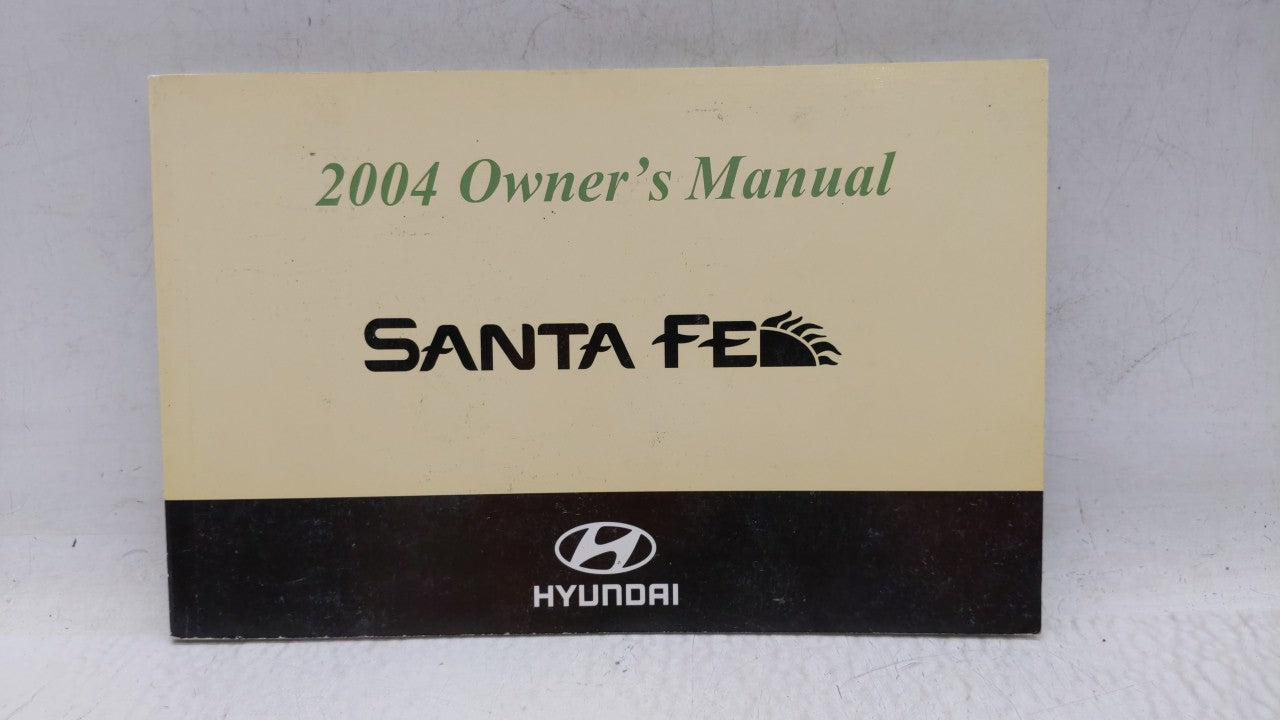 2004 Owner's Manual
SANTA FE
HYUNDAI